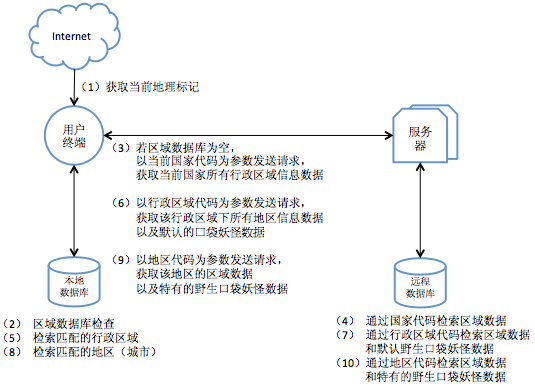 Internet
（1）获取当前地理标记
用户
终端
服务
器
（3）若区域数据库为空，
以当前国家代码为参数发送请求，
获取当前国家所有行政区域信息数据
（6）以行政区域代码为参数发送请求，
获取该行政区域下所有地区信息数据
以及默认的口袋妖怪数据
（9）以地区代码为参数发送请求，
获取该地区的区域数据
以及特有的野生口袋妖怪数据
本地
数据库
远程
数据库
（2） 区域数据库检查
（5） 检索匹配的行政区域
（8） 检索匹配的地区（城市）
（4） 通过国家代码检索区域数据
（7） 通过行政区域代码检索区域数据
和默认野生口袋妖怪数据
（10）通过地区代码检索区域数据
和特有的野生口袋妖怪数据